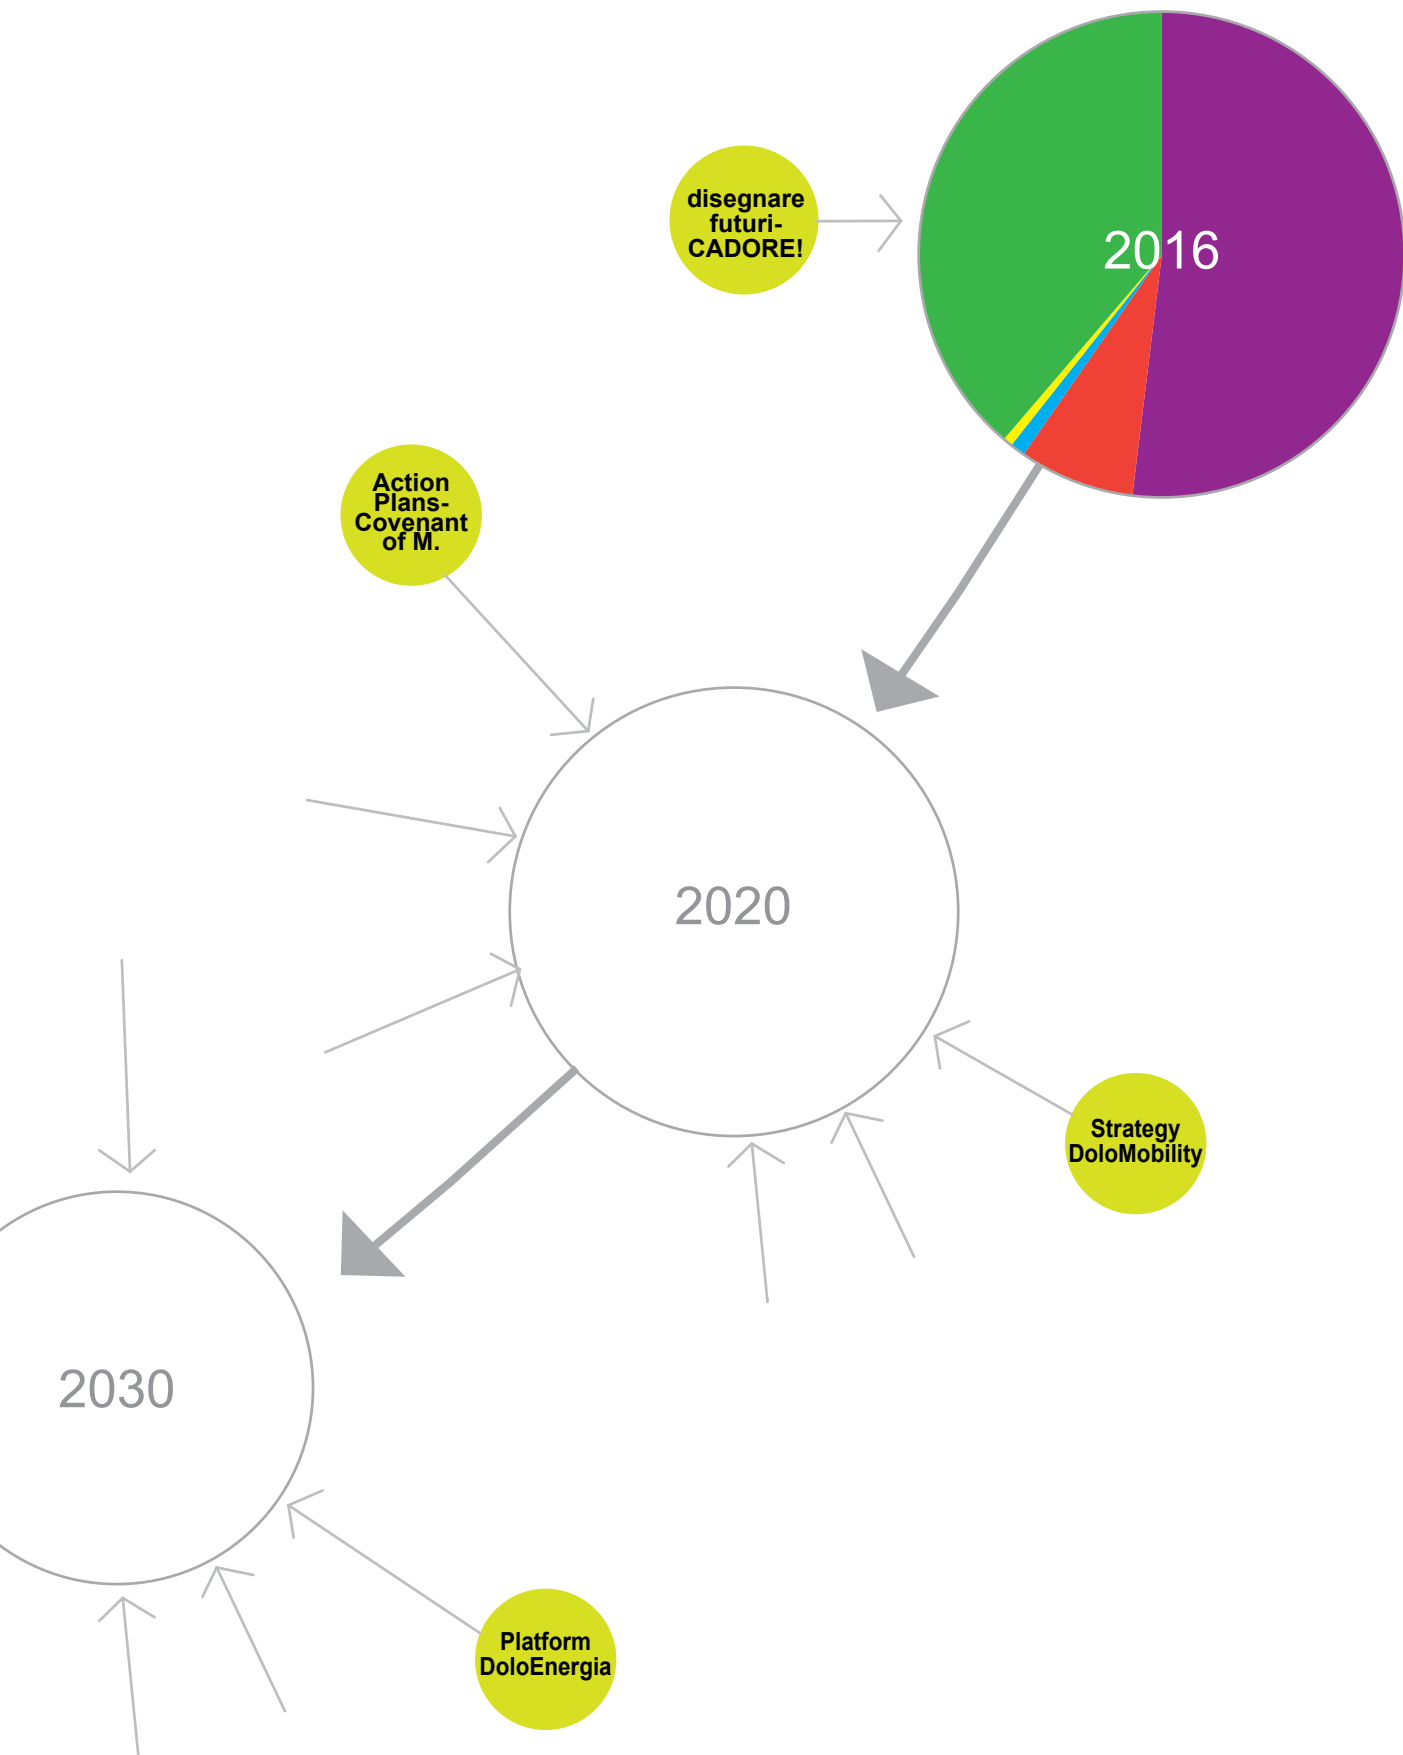 disegnare
futuri-
CADORE!
2016
Action
Plans-
Covenant
of M.
2020
Strategy
DoloMobility
2030
Platform
DoloEnergia